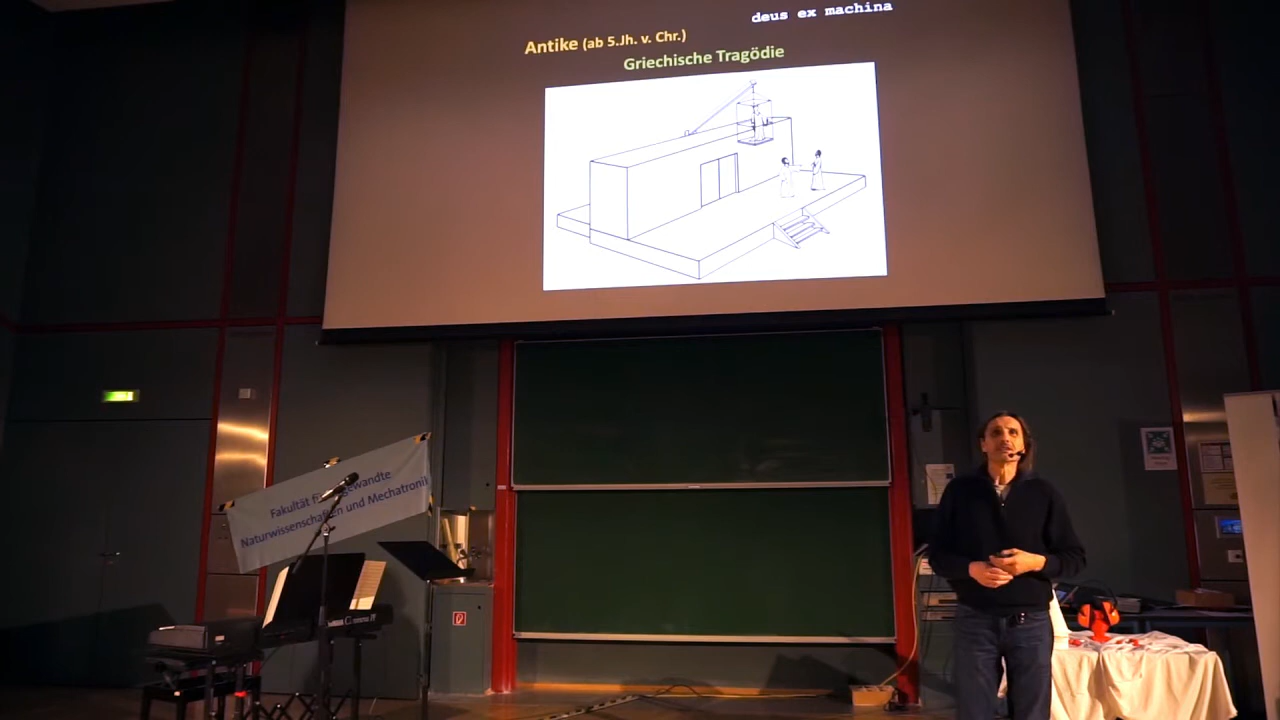 deus ex machina
Antike (ab 5.Jh. v. Chr.)
Griechische Tragödie
Fakultät für Angewandte
Naturwissenschaften und Mechatronik